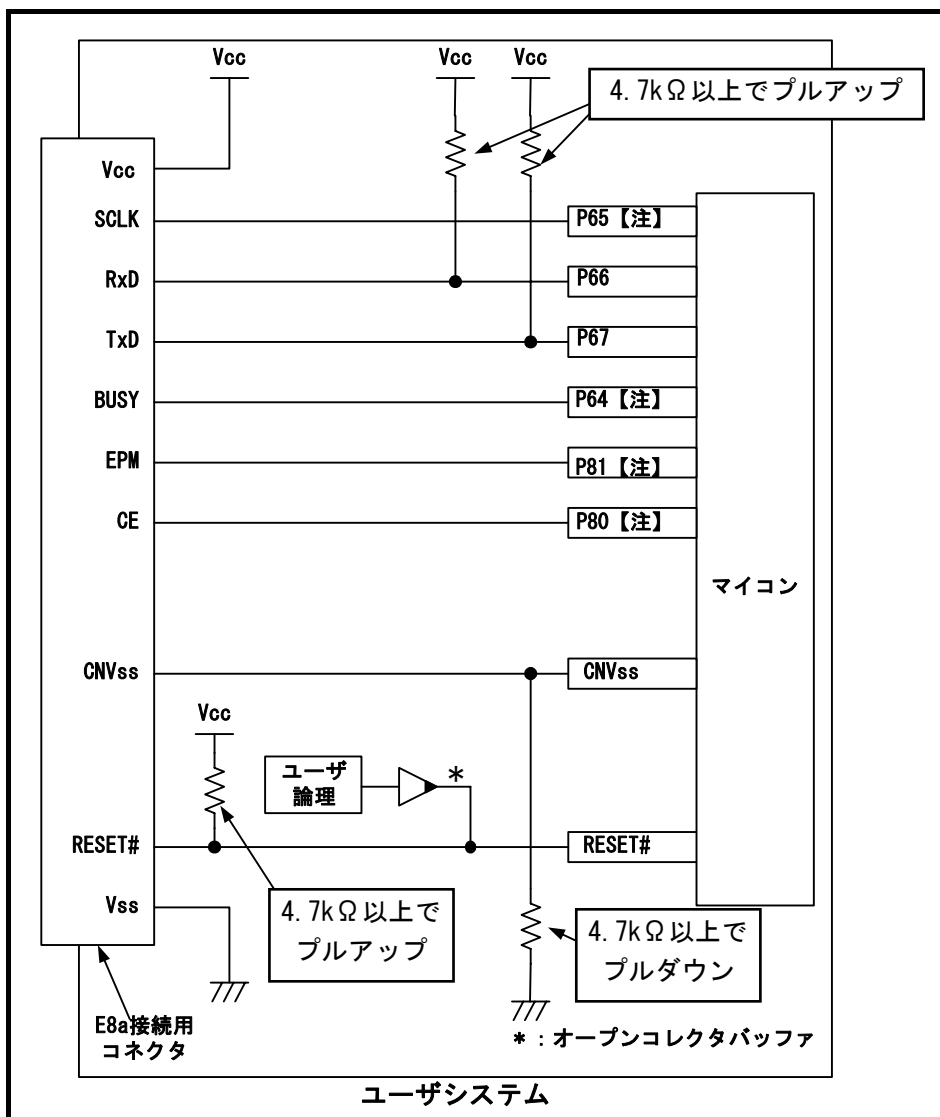 Vcc
Vcc
Vcc
4.7kΩ以上でプルアップ
Vcc
SCLK
P65【注】
RxD
P66
TxD
P67
BUSY
P64【注】
EPM
P81【注】
CE
P80【注】
マイコン
CNVss
CNVss
Vcc
ユーザ
論理
*
RESET#
RESET#
Vss
4.7kΩ以上で
プルアップ
4.7kΩ以上で
プルダウン
E8a接続用
コネクタ
*:オープンコレクタバッファ
ユーザシステム